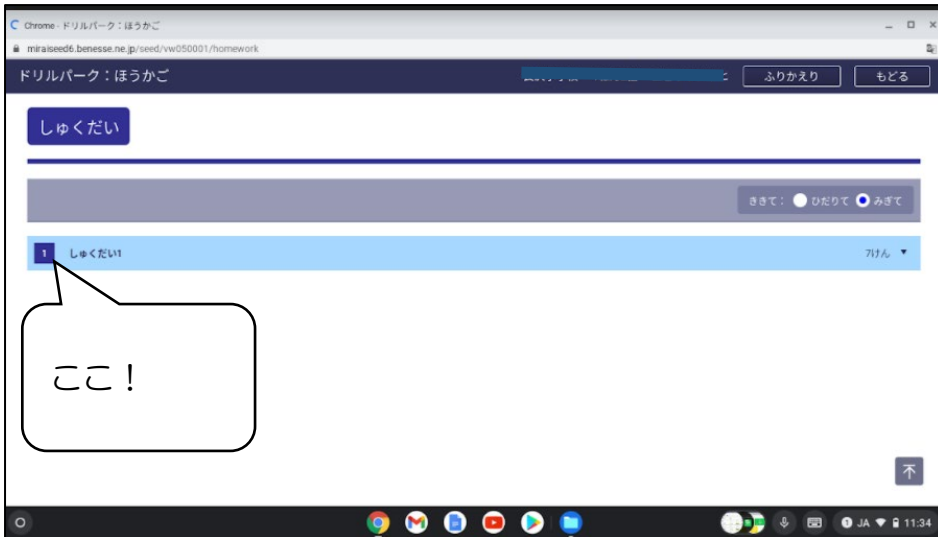 Chrome - ドリルパーク：ほうかご
miraiseed6.benesse.ne.jp/seed/vw050001/homework
ドリルパーク：ほうかご
ふりかえり
もどる
しゅくだい
ききて： ひだりて みぎて
1 しゅくだい1 7けん ▼
ここ！
JA 11:34